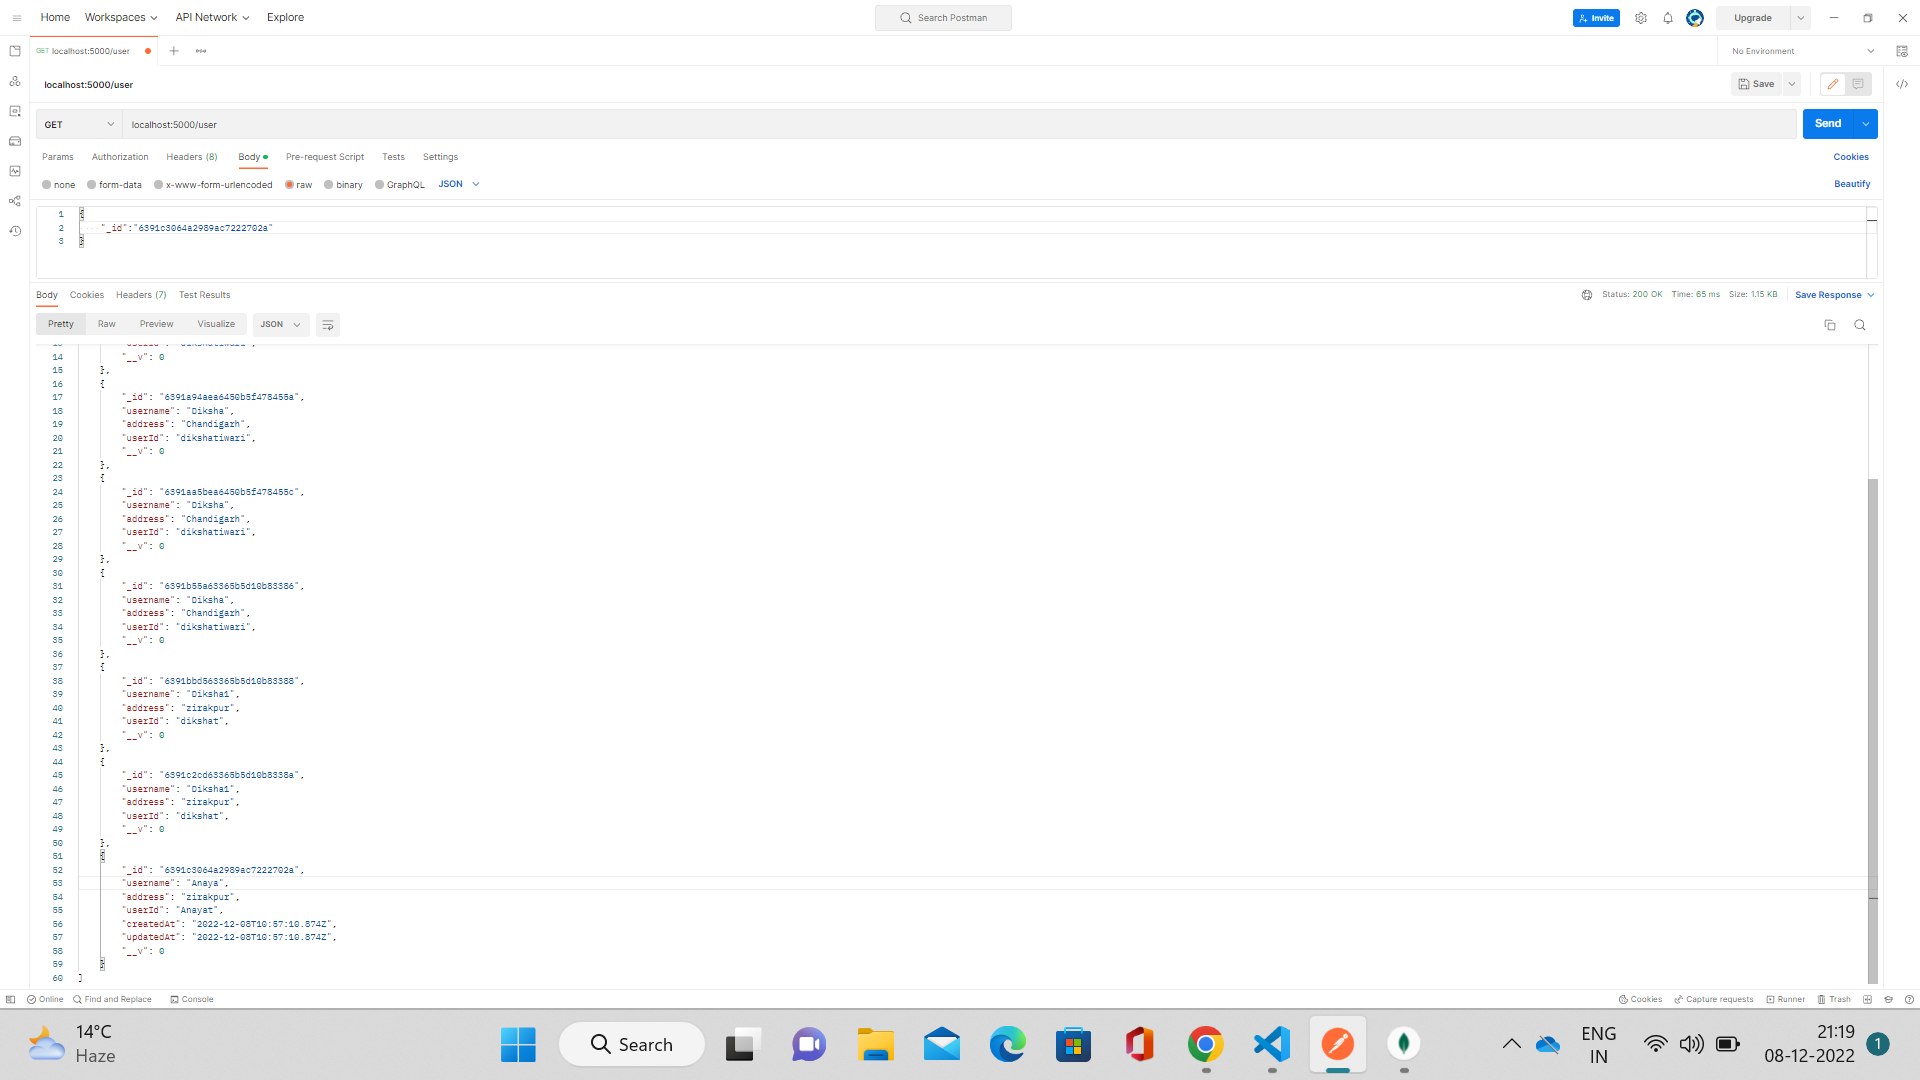 Home Workspaces API Network Explore Search Postman Invite Upgrade
GET localhost:5000/user No Environment
localhost:5000/user Save
GET localhost:5000/user Send
Params Authorization Headers (8) Body Pre-request Script Tests Settings Cookies
none form-data x-www-form-urlencoded raw binary GraphQL JSON Beautify
1 {
2 "_id":"6391c3064a2989ac7222702a"
3 }
Body Cookies Headers (7) Test Results Status: 200 OK Time: 65 ms Size: 1.15 KB Save Response
Pretty Raw Preview Visualize JSON
14 "__v": 0
15 },
16 {
17 "_id": "6391a94aea6450b5f478455a",
18 "username": "Diksha",
19 "address": "Chandigarh",
20 "userId": "dikshatiwari",
21 "__v": 0
22 },
23 {
24 "_id": "6391aa5bea6450b5f478455c",
25 "username": "Diksha",
26 "address": "Chandigarh",
27 "userId": "dikshatiwari",
28 "__v": 0
29 },
30 {
31 "_id": "6391b55a63365b5d10b83386",
32 "username": "Diksha",
33 "address": "Chandigarh",
34 "userId": "dikshatiwari",
35 "__v": 0
36 },
37 {
38 "_id": "6391bbd563365b5d10b83388",
39 "username": "Diksha1",
40 "address": "zirakpur",
41 "userId": "dikshat",
42 "__v": 0
43 },
44 {
45 "_id": "6391c2cd63365b5d10b8338a",
46 "username": "Diksha1",
47 "address": "zirakpur",
48 "userId": "dikshat",
49 "__v": 0
50 },
51 {
52 "_id": "6391c3064a2989ac7222702a",
53 "username": "Anaya",
54 "address": "zirakpur",
55 "userId": "Anayat",
56 "createdAt": "2022-12-08T10:57:10.874Z",
57 "updatedAt": "2022-12-08T10:57:10.874Z",
58 "__v": 0
59 }
60 ]
Online Find and Replace Console Cookies Capture requests Runner Trash
14°C
Haze
Search
ENG
IN
21:19
08-12-2022
1